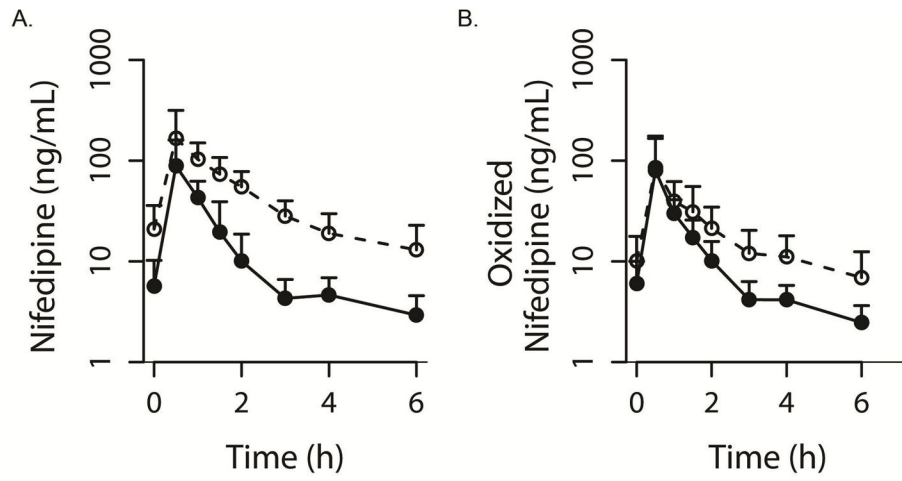 A.
Nifedipine (ng/mL)
1000
100
10
1
0 2 4 6
Time (h)
B.
Oxidized
Nifedipine (ng/mL)
1000
100
10
1
0 2 4 6
Time (h)